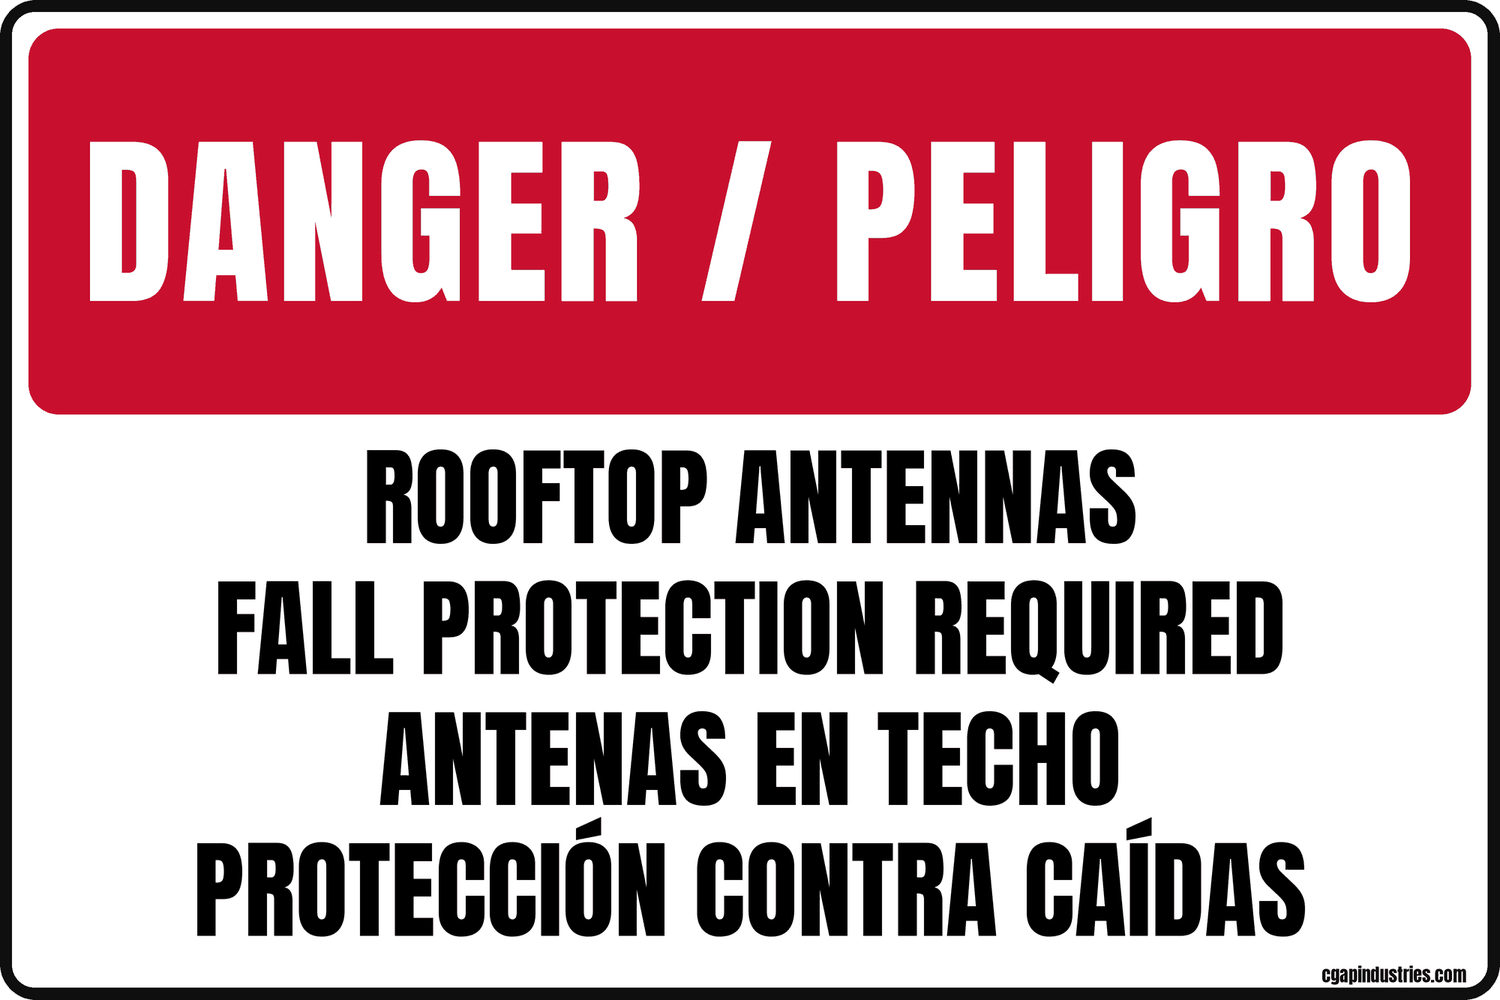 DANGER / PELIGRO
ROOFTOP ANTENNAS
FALL PROTECTION REQUIRED
ANTENAS EN TECHO
PROTECCIÓN CONTRA CAÍDAS
cgapindustries.com